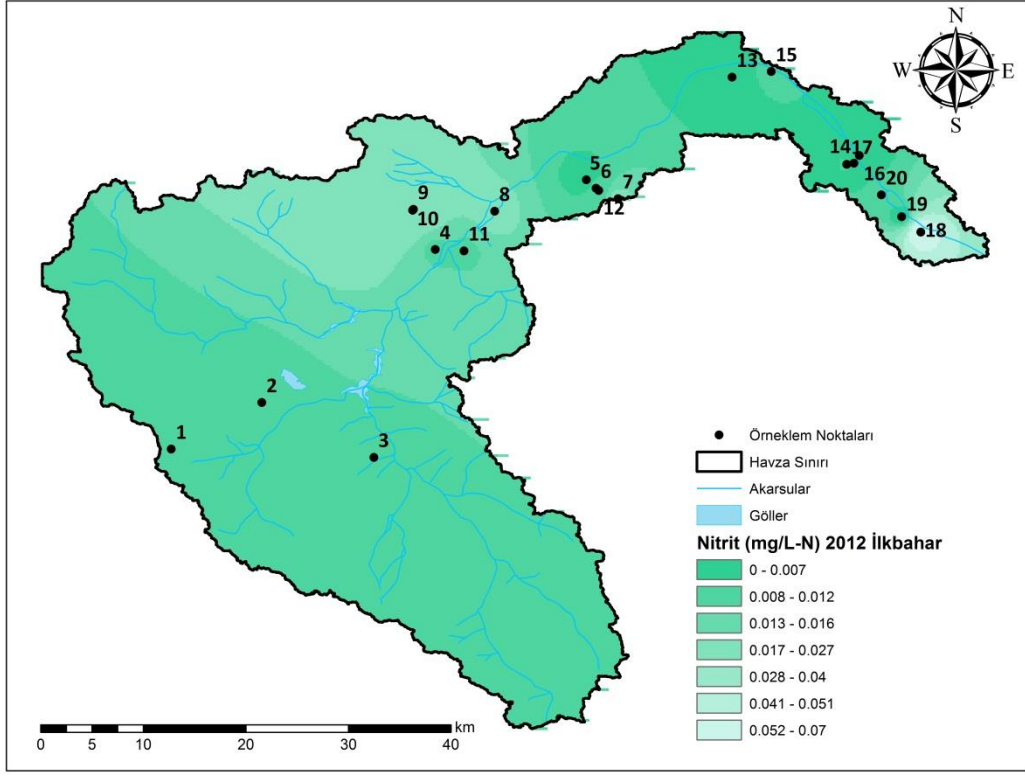 N
W E
S
13
15
14 17
16
20
19
18
5
6
7
12
8
9
10
4
11
2
1
3
Örneklem Noktaları
Havza Sınırı
Akarsular
Göller
Nitrit (mg/L-N) 2012 İlkbahar
0 - 0.007
0.008 - 0.012
0.013 - 0.016
0.017 - 0.027
0.028 - 0.04
0.041 - 0.051
0.052 - 0.07
km
0 5 10 20 30 40